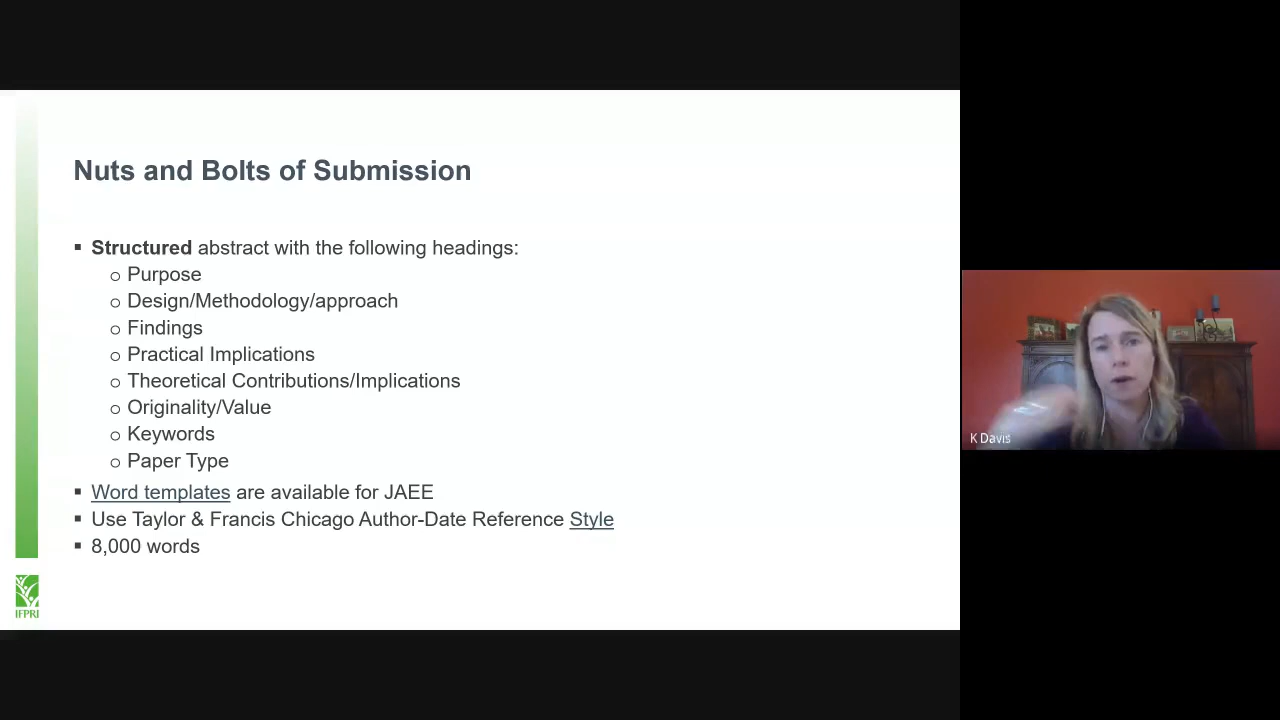 Nuts and Bolts of Submission
▪ Structured abstract with the following headings:
o Purpose
o Design/Methodology/approach
o Findings
o Practical Implications
o Theoretical Contributions/Implications
o Originality/Value
o Keywords
o Paper Type
▪ Word templates are available for JAEE
▪ Use Taylor & Francis Chicago Author-Date Reference Style
▪ 8,000 words
IFPRI
K Davis